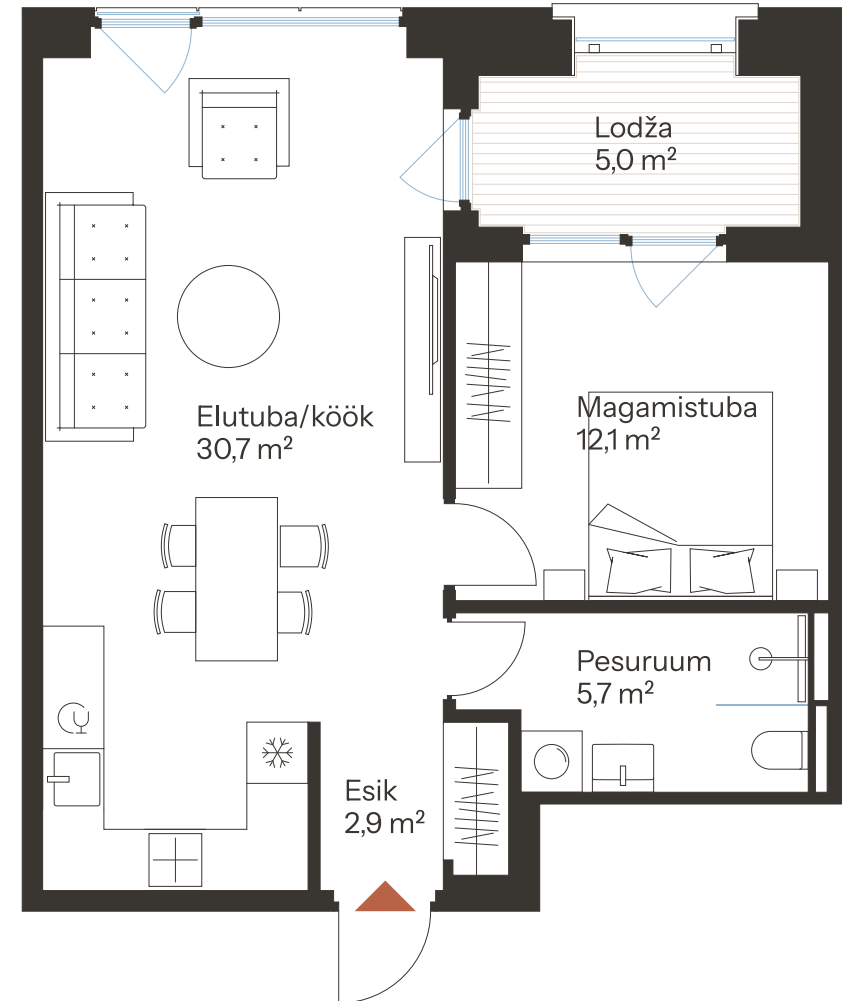 Lodža
5,0 m²
Elutuba/köök
30,7 m²
Magamistuba
12,1 m²
Pesuruum
5,7 m²
Esik
2,9 m²